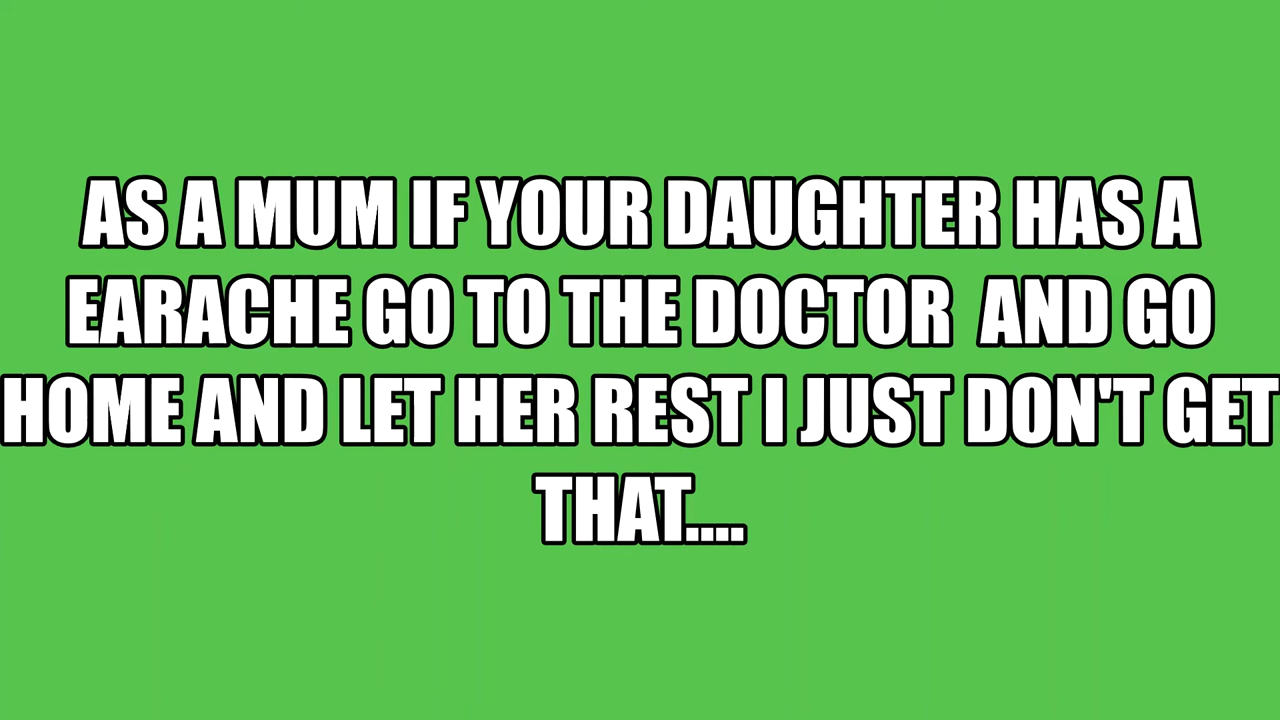 AS A MUM IF YOUR DAUGHTER HAS A
EARACHE GO TO THE DOCTOR  AND GO
HOME AND LET HER REST I JUST DON'T GET
THAT....